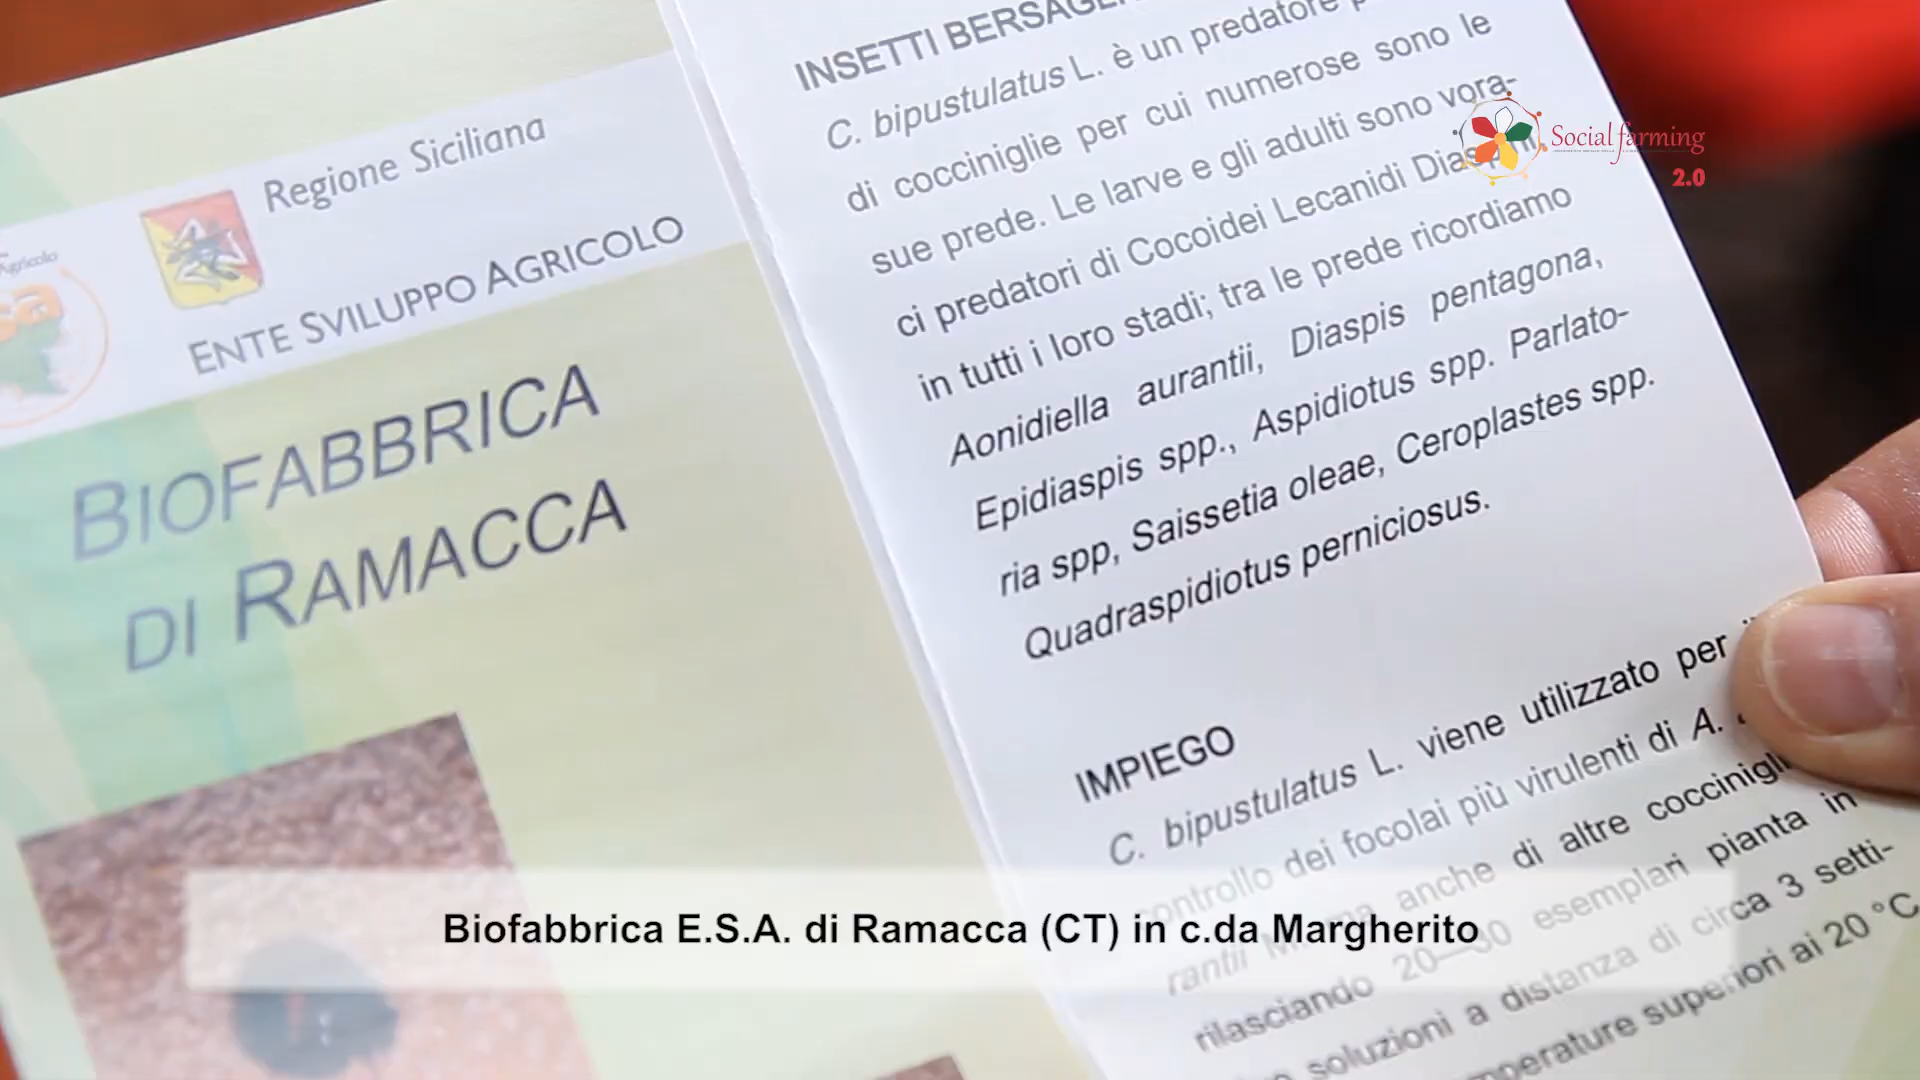 Agricolo
Regione Siciliana
ENTE SVILUPPO AGRICOLO
BIOFABBRICA
DI RAMACCA
INSETTI
C. bipustulatus L. è un predatore
di cocciniglie per cui numerose sono le
sue prede. Le larve e gli adulti sono vora-
ci predatori di Cocoidei Lecanidi
in tutti i loro stadi; tra le prede ricordiamo
Aonidiella aurantii, Diaspis pentagona,
Epidiaspis spp., Aspidiotus spp. Parlato-
ria spp, Saissetia oleae, Ceroplastes spp.
Quadraspidiotus perniciosus.
IMPIEGO
C. bipustulatus L. viene utilizzato per
controllo dei focolai più virulenti di A.
rantii anche di altre
rilasciando 20—30 esemplari pianta in
soluzioni a distanza di circa 3 setti-
superiori ai 20 °C
Social farming
2.0
Biofabbrica E.S.A. di Ramacca (CT) in c.da Margherito